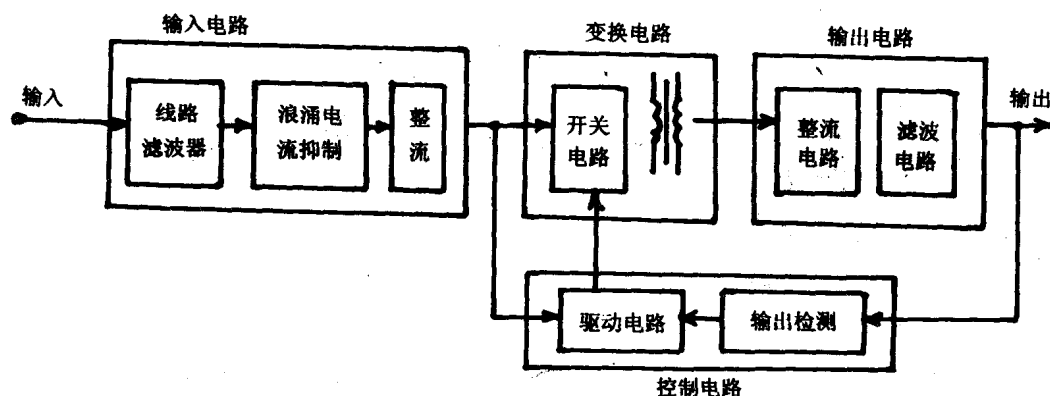 输入电路
变换电路
输出电路
输入
线路
滤波器
浪涌电
流抑制
整
流
开关
电路
整流
电路
滤波
电路
输出
驱动电路
输出检测
控制电路